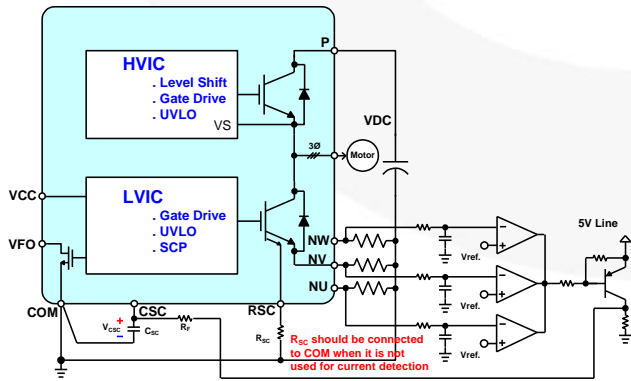 P
HVIC
. Level Shift
. Gate Drive
. UVLO
VS
VDC
3Ø
Motor
VCC
LVIC
. Gate Drive
. UVLO
. SCP
VFO
NW
NV
NU
5V Line
Vref.
Vref.
Vref.
COM
CSC
RSC
+
VCSC
–
CSC
RF
RSC
RSC should be connected
to COM when it is not
used for current detection